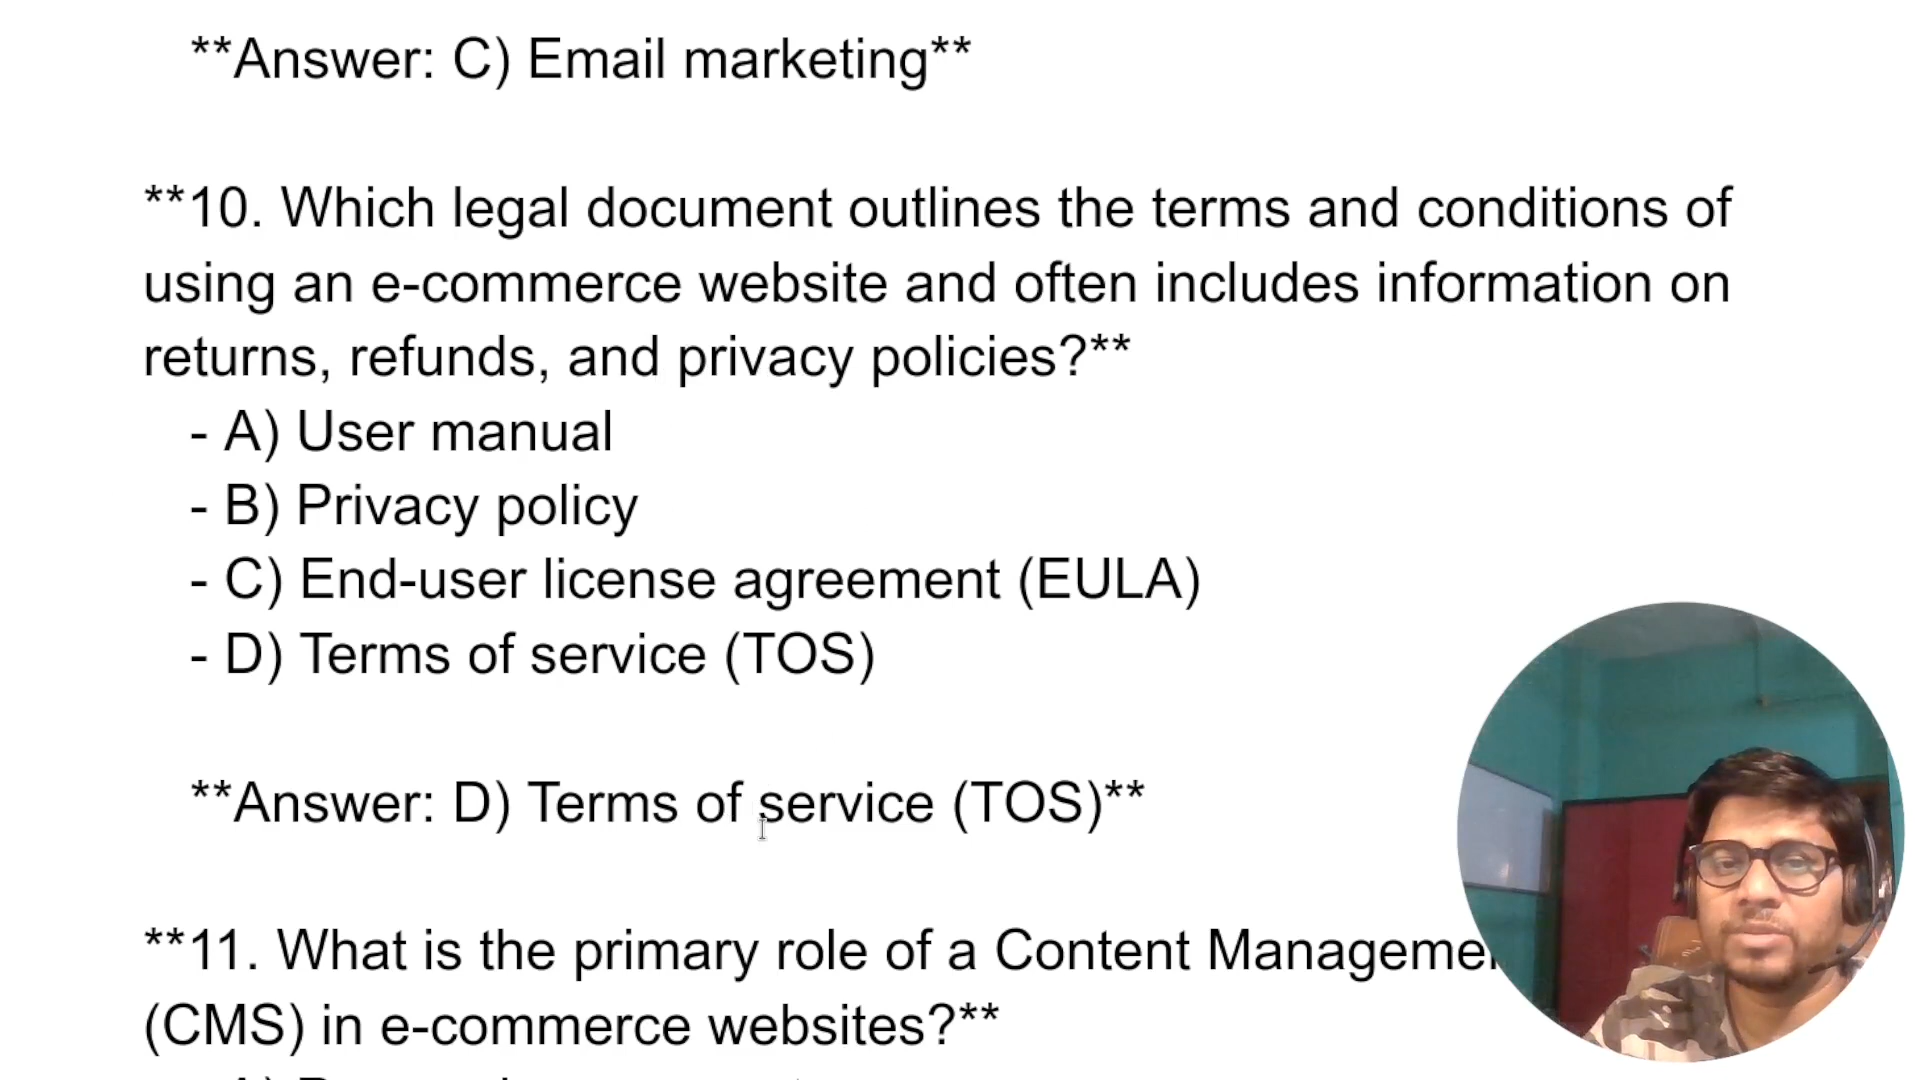 **Answer: C) Email marketing**
**10. Which legal document outlines the terms and conditions of
using an e-commerce website and often includes information on
returns, refunds, and privacy policies?**
- A) User manual
- B) Privacy policy
- C) End-user license agreement (EULA)
- D) Terms of service (TOS)
**Answer: D) Terms of service (TOS)**
**11. What is the primary role of a Content
(CMS) in e-commerce websites?**